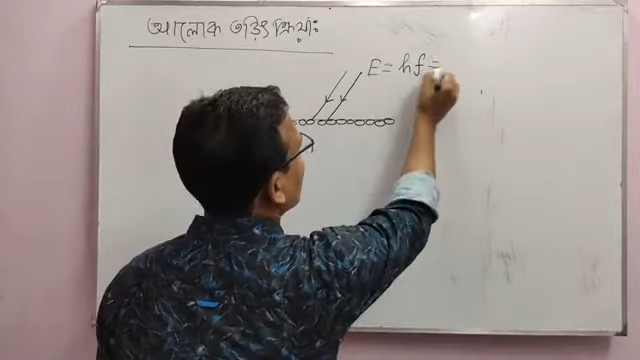 আলোক তড়িৎ ক্রিয়া:
E = hf =